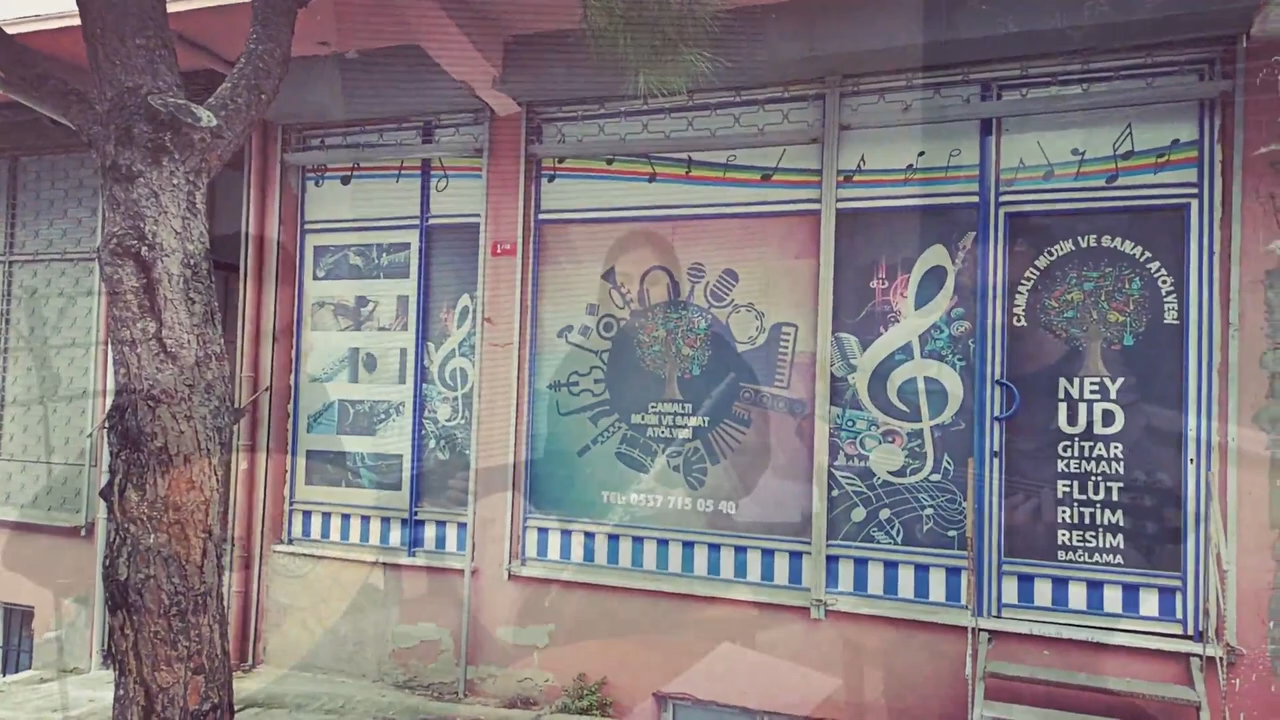 ÇAMALTI
MÜZİK VE SANAT
ATÖLYESİ
TEL: 0537 715 05 40
ÇAMALTI MÜZİK VE SANAT ATÖLYESİ
NEY
UD
GİTAR
KEMAN
FLÜT
RİTİM
RESİM
BAĞLAMA